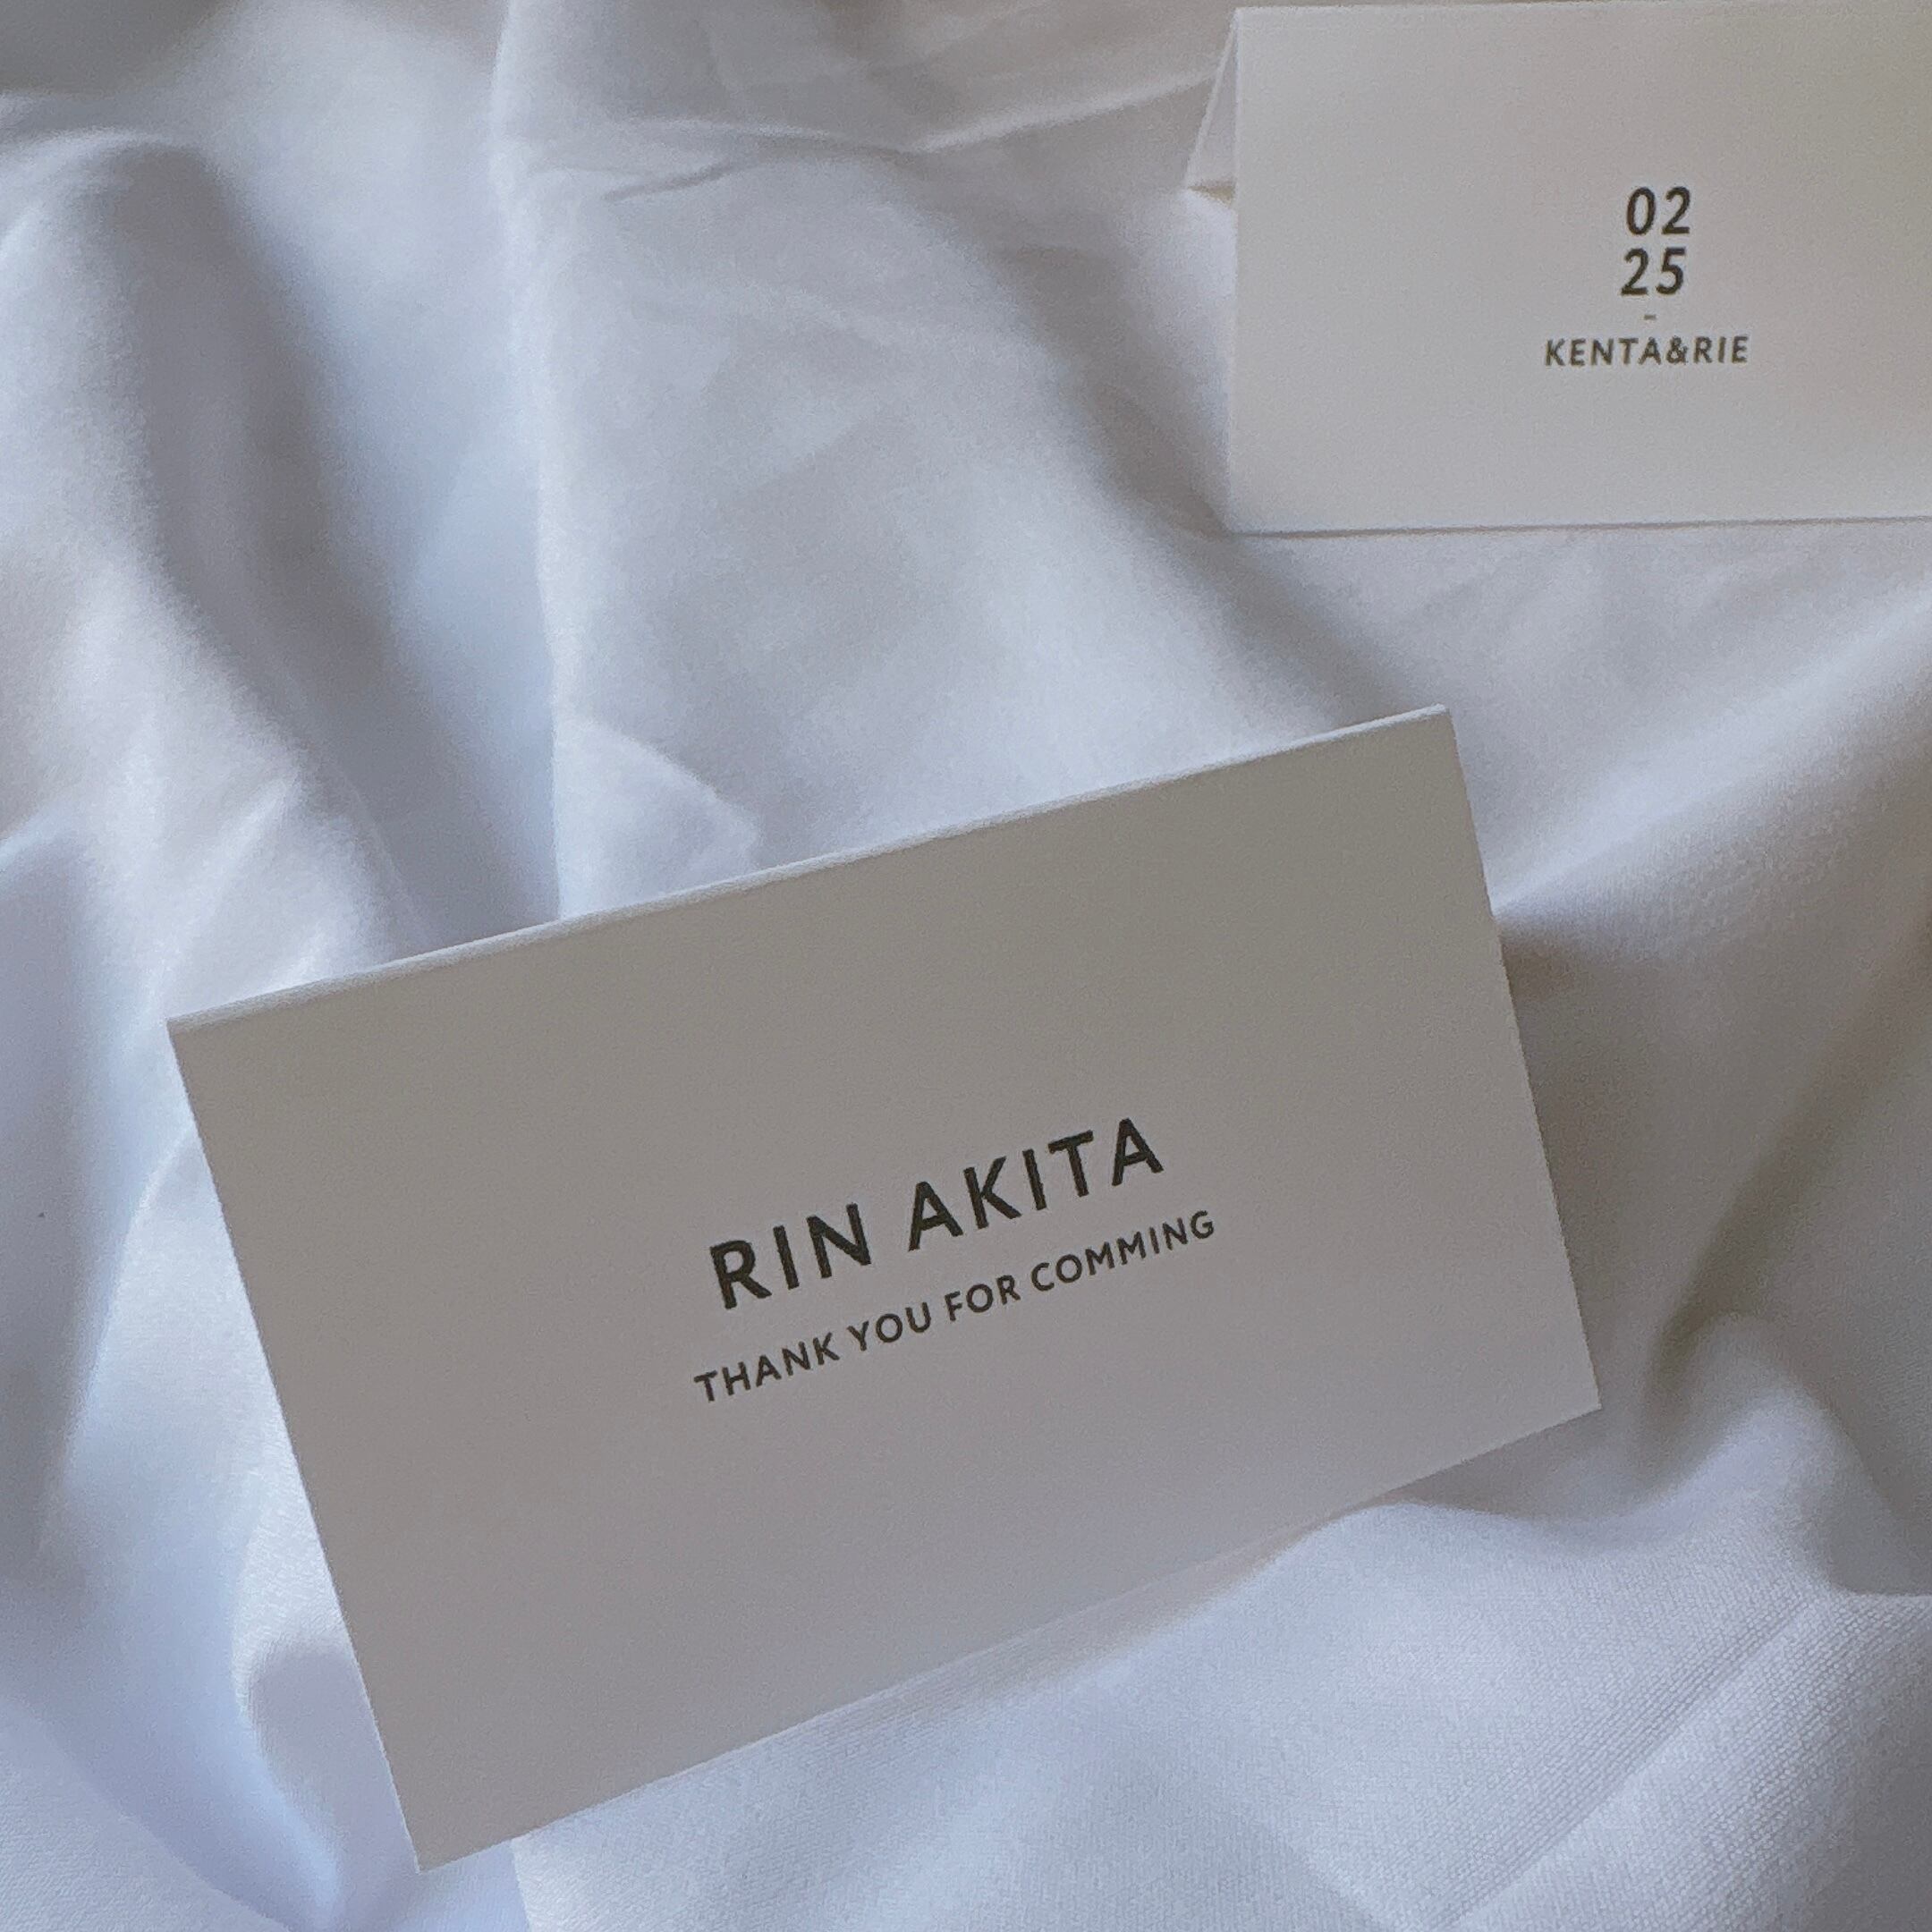 02
25
-
KENTA&RIE
RIN AKITA
THANK YOU FOR COMMING